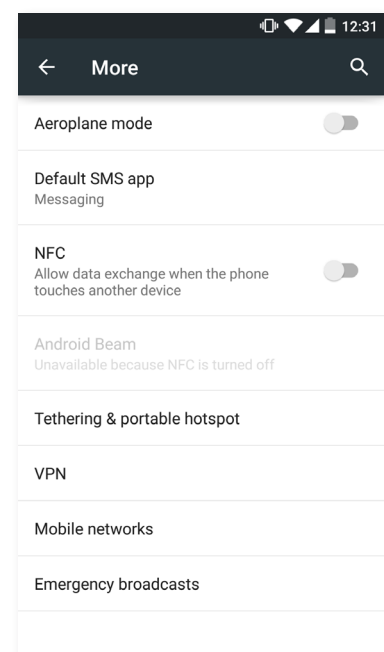 12:31
More
Aeroplane mode
Default SMS app
Messaging
NFC
Allow data exchange when the phone
touches another device
Android Beam
Unavailable because NFC is turned off
Tethering & portable hotspot
VPN
Mobile networks
Emergency broadcasts